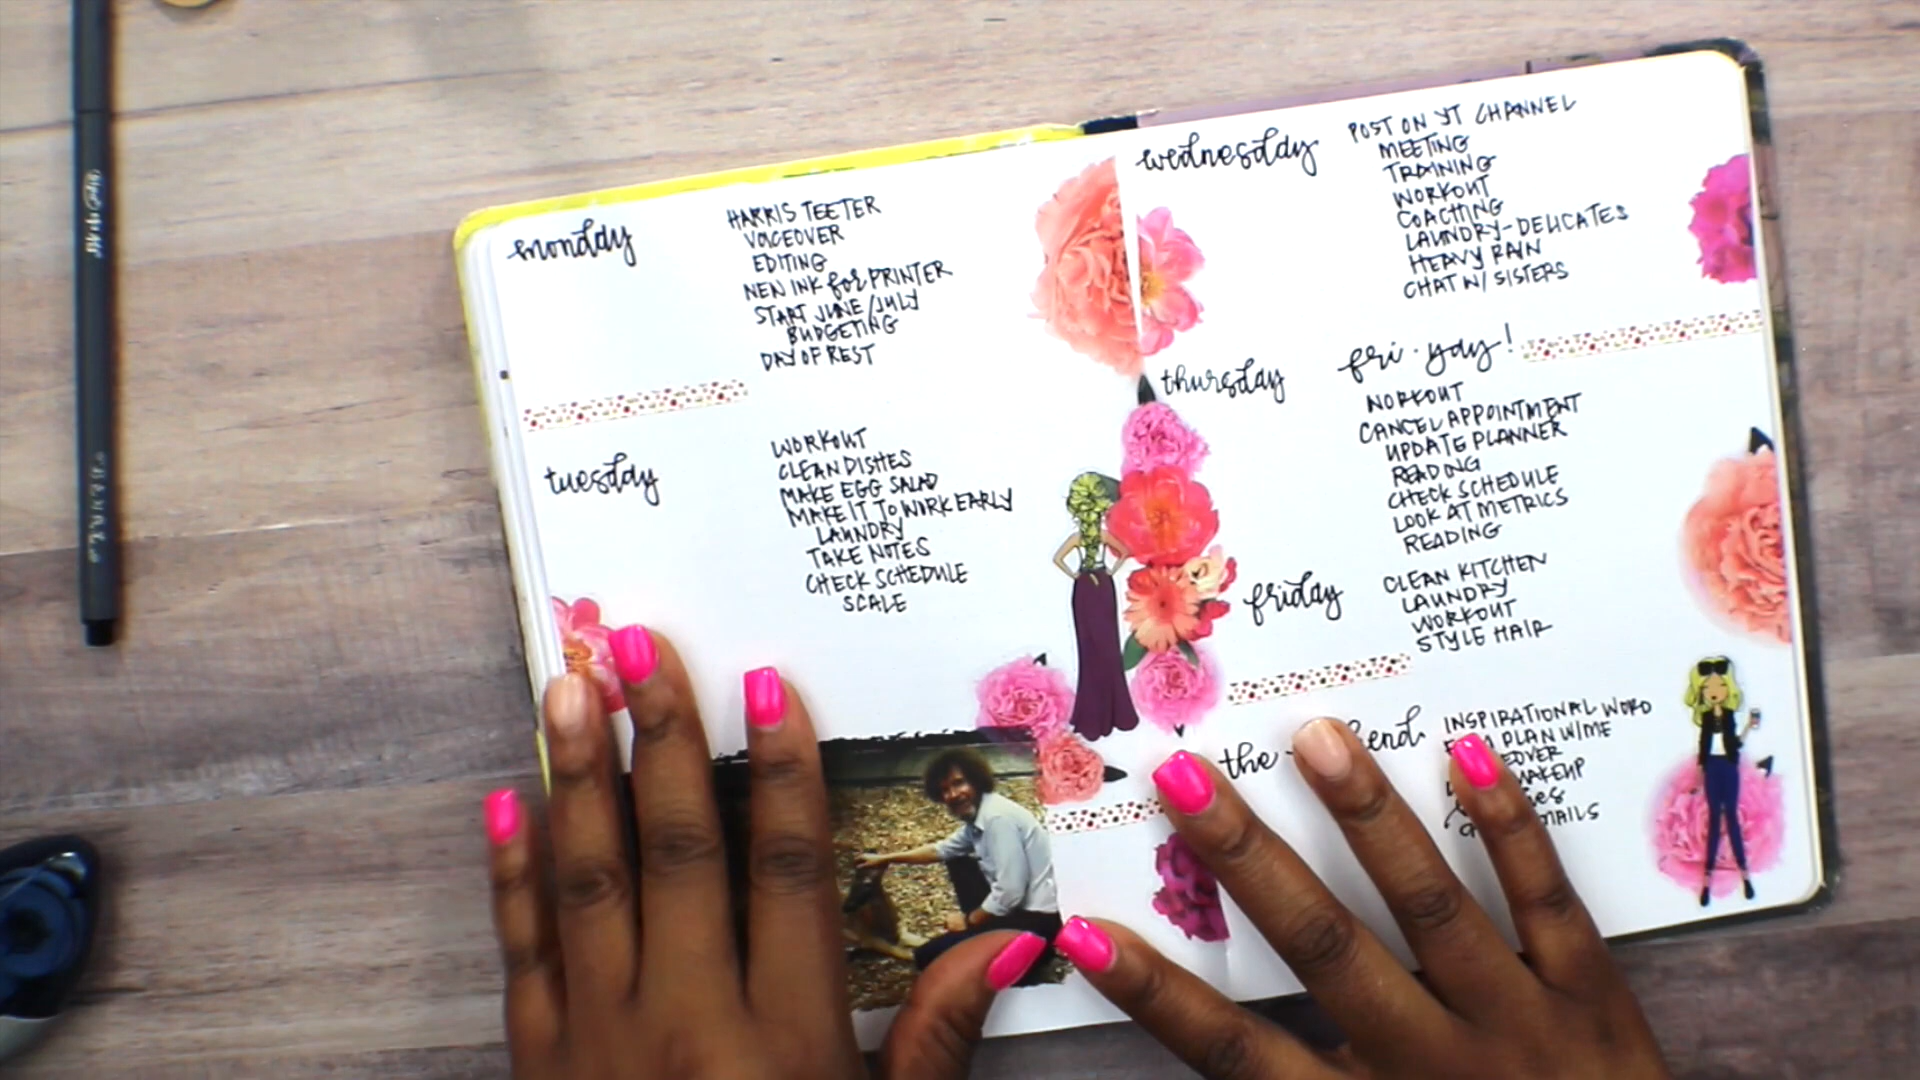 monday
HARRIS TEETER
VOICEOVER
EDITING
NEW INK for PRINTER
START JUNE/JULY
BUDGETING
DAY OF REST
tuesday
WORKOUT
CLEAN DISHES
MAKE EGG SALAD
MAKE IT TO WORK EARLY
LAUNDRY
TAKE NOTES
CHECK SCHEDULE
SCALE
wednesday
POST ON YT CHANNEL
MEETING
TRAINING
WORKOUT
COACHING
LAUNDRY-DELICATES
HEAVY RAIN
CHAT W/ SISTERS
thursday
fri·yay!
WORKOUT
CANCEL APPOINTMENT
UPDATE PLANNER
READING
CHECK SCHEDULE
LOOK AT METRICS
READING
friday
CLEAN KITCHEN
LAUNDRY
WORKOUT
STYLE HAIR
the
INSPIRATIONAL WORD
PLAN W/ME